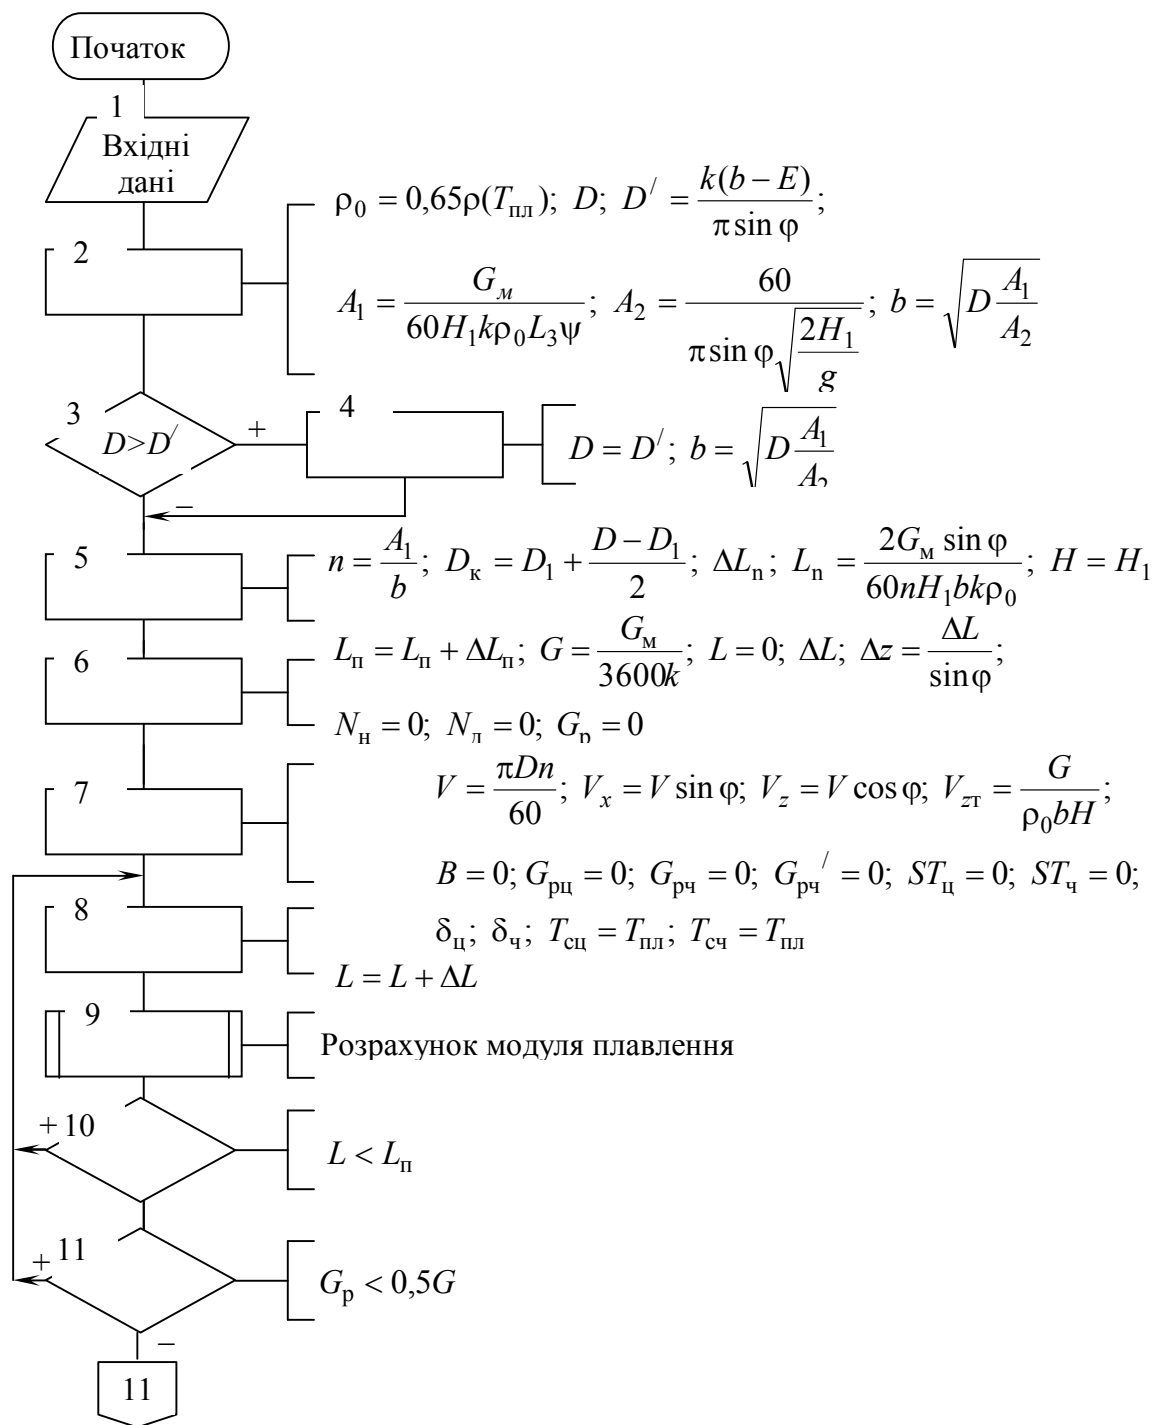 Початок
1
Вхідні
дані
ρ₀ = 0,65ρ(Tпл); D; D′ = k(b − E)/(π sin φ);
2
A₁ = Gм/(60H₁kρ₀L₃ψ); A₂ = 60/(π sin φ√(2H₁/g)); b = √(D A₁/A₂)
3
D>D/
+
4
D = D′; b = √(D A₁/A₂)
−
5
n = A₁/b; Dк = D₁ + (D − D₁)/2; ΔLп; Lп = 2Gм sin φ/(60nH₁bkρ₀); H = H₁
6
Lп = Lп + ΔLп; G = Gм/(3600k); L = 0; ΔL; Δz = ΔL/sin φ;
Nн = 0; Nд = 0; Gр = 0
7
V = πDn/60; Vx = V sin φ; Vz = V cos φ; Vzт = G/(ρ₀bH);
B = 0; Gрц = 0; Gрч = 0; Gрч′ = 0; STц = 0; STч = 0;
8
δц; δч; Tсц = Tпл; Tсч = Tпл
L = L + ΔL
9
Розрахунок модуля плавлення
+ 10
L < Lп
+ 11
Gр < 0,5G
−
11